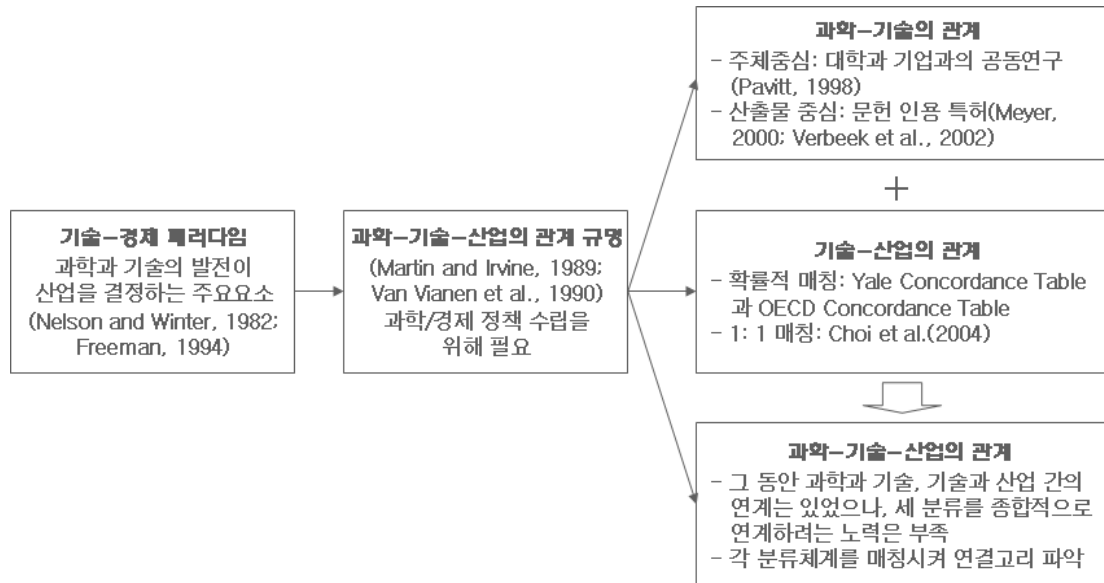 기술-경제 패러다임
과학과 기술의 발전이
산업을 결정하는 주요요소
(Nelson and Winter, 1982;
Freeman, 1994)
과학-기술-산업의 관계 규명
(Martin and Irvine, 1989;
Van Vianen et al., 1990)
과학/경제 정책 수립을
위해 필요
과학-기술의 관계
- 주체중심: 대학과 기업과의 공동연구
(Pavitt, 1998)
- 산출물 중심: 문헌 인용 특허(Meyer,
2000; Verbeek et al., 2002)
+
기술-산업의 관계
- 확률적 매칭: Yale Concordance Table
과 OECD Concordance Table
- 1: 1 매칭: Choi et al.(2004)
과학-기술-산업의 관계
- 그 동안 과학과 기술, 기술과 산업 간의
연계는 있었으나, 세 분류를 종합적으로
연계하려는 노력은 부족
- 각 분류체계를 매칭시켜 연결고리 파악